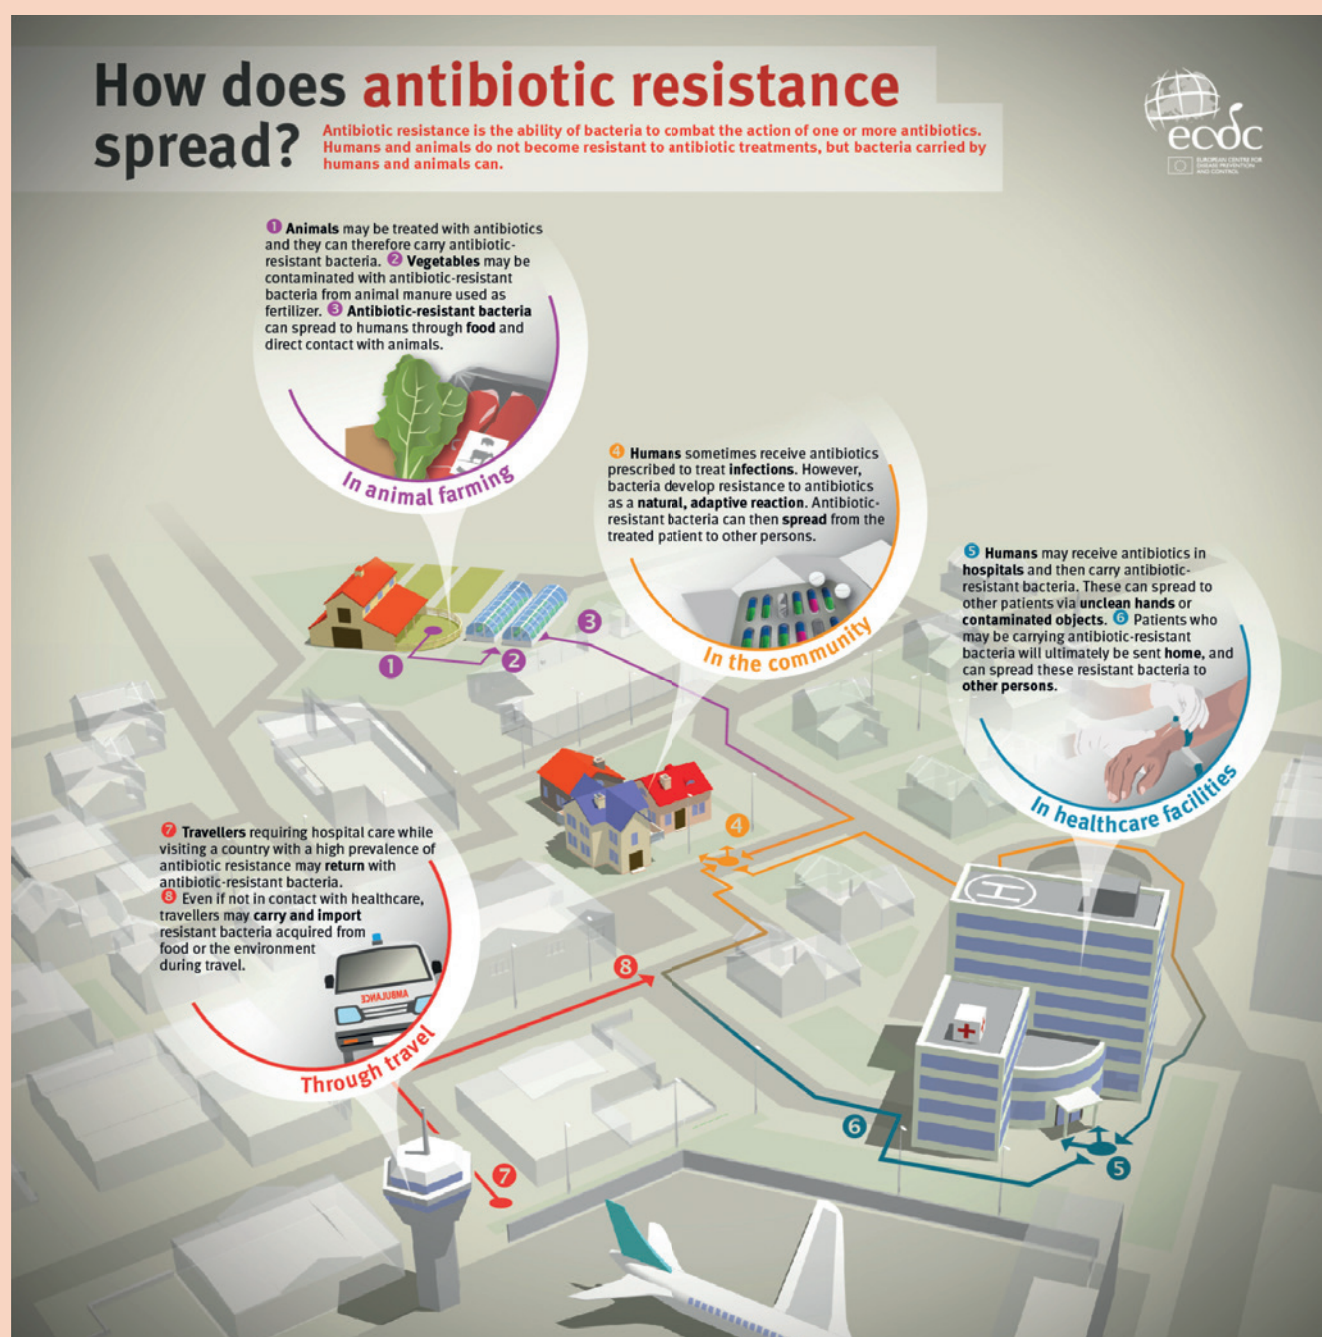 How does antibiotic resistance
spread?
Antibiotic resistance is the ability of bacteria to combat the action of one or more antibiotics.
Humans and animals do not become resistant to antibiotic treatments, but bacteria carried by
humans and animals can.
ecdc
EUROPEAN CENTRE FOR
DISEASE PREVENTION
AND CONTROL
1 Animals may be treated with antibiotics
and they can therefore carry antibiotic-
resistant bacteria. 2 Vegetables may be
contaminated with antibiotic-resistant
bacteria from animal manure used as
fertilizer. 3 Antibiotic-resistant bacteria
can spread to humans through food and
direct contact with animals.
In animal farming
4 Humans sometimes receive antibiotics
prescribed to treat infections. However,
bacteria develop resistance to antibiotics
as a natural, adaptive reaction. Antibiotic-
resistant bacteria can then spread from the
treated patient to other persons.
In the community
5 Humans may receive antibiotics in
hospitals and then carry antibiotic-
resistant bacteria. These can spread to
other patients via unclean hands or
contaminated objects. 6 Patients who
may be carrying antibiotic-resistant
bacteria will ultimately be sent home, and
can spread these resistant bacteria to
other persons.
In healthcare facilities
1
2
3
4
7 Travellers requiring hospital care while
visiting a country with a high prevalence of
antibiotic resistance may return with
antibiotic-resistant bacteria.
8 Even if not in contact with healthcare,
travellers may carry and import
resistant bacteria acquired from
food or the environment
during travel.
AMBULANCE
Through travel
H
8
6
5
7